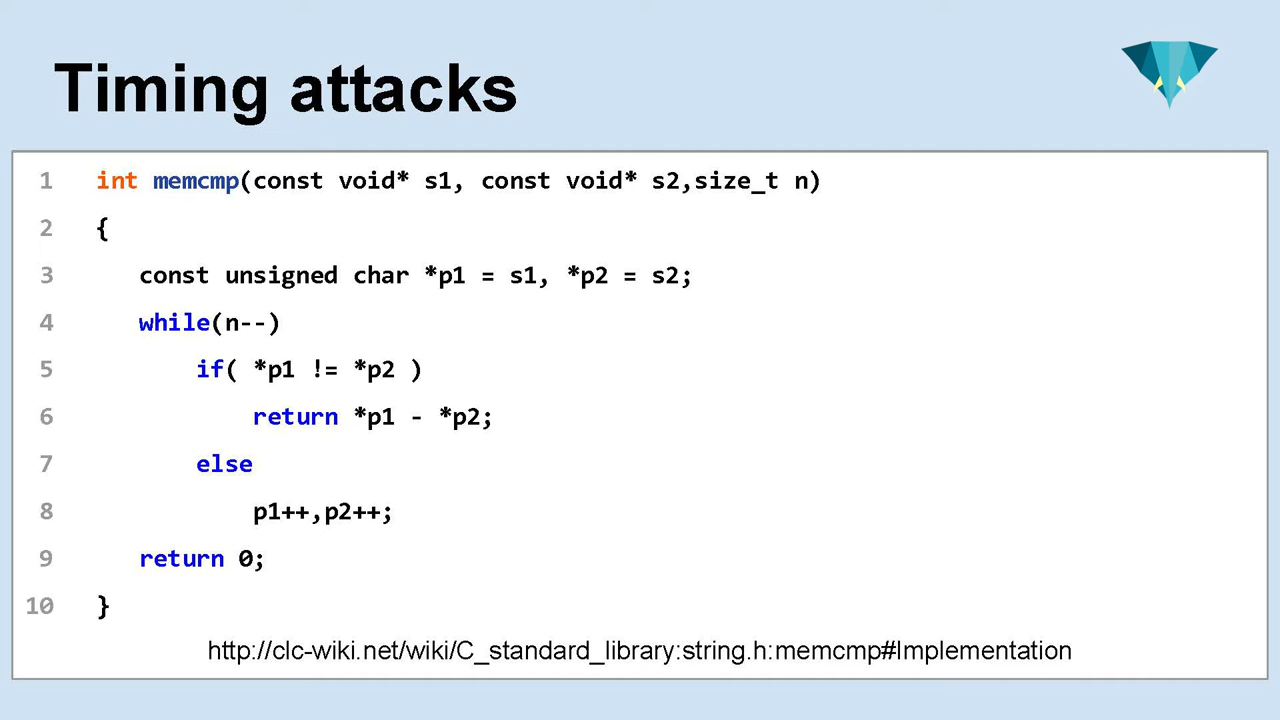 Timing attacks
1 int memcmp(const void* s1, const void* s2,size_t n)
2 {
3 const unsigned char *p1 = s1, *p2 = s2;
4 while(n--)
5 if( *p1 != *p2 )
6 return *p1 - *p2;
7 else
8 p1++,p2++;
9 return 0;
10 }
http://clc-wiki.net/wiki/C_standard_library:string.h:memcmp#Implementation